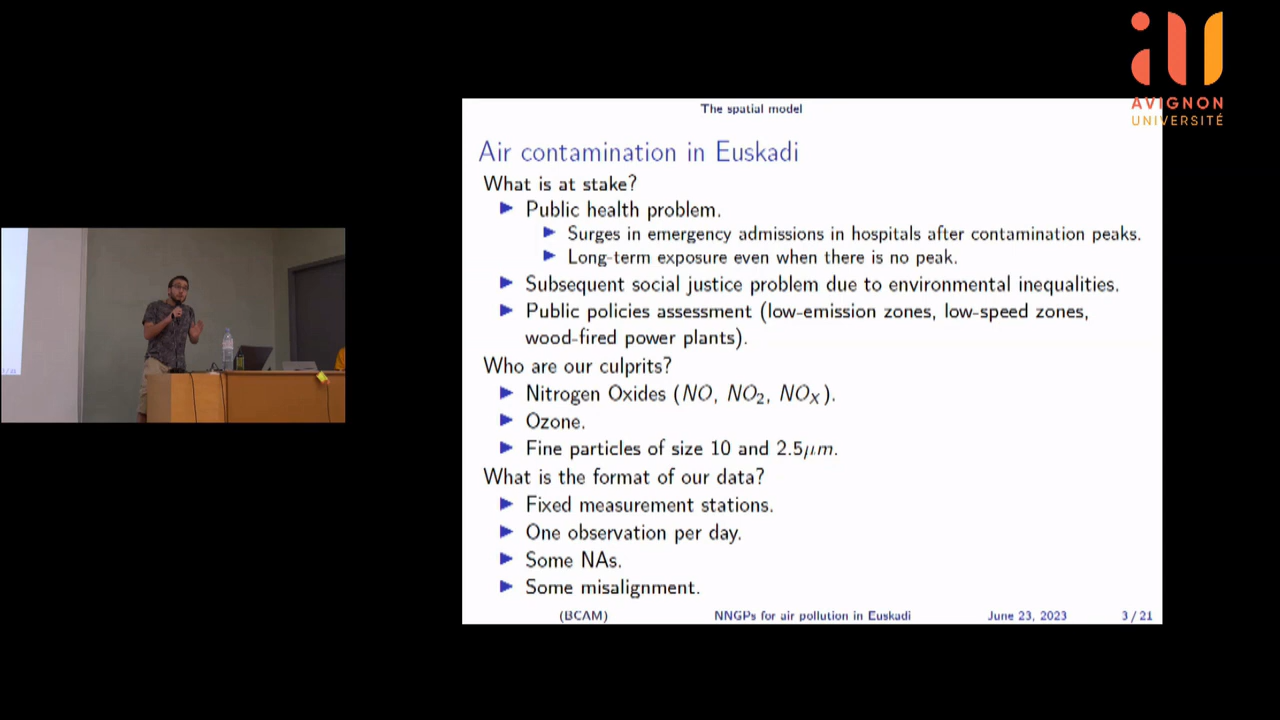 AVIGNON
UNIVERSITÉ
The spatial model
Air contamination in Euskadi
What is at stake?
Public health problem.
Surges in emergency admissions in hospitals after contamination peaks.
Long-term exposure even when there is no peak.
Subsequent social justice problem due to environmental inequalities.
Public policies assessment (low-emission zones, low-speed zones,
wood-fired power plants).
Who are our culprits?
Nitrogen Oxides (NO, NO₂, NOₓ).
Ozone.
Fine particles of size 10 and 2.5μm.
What is the format of our data?
Fixed measurement stations.
One observation per day.
Some NAs.
Some misalignment.
(BCAM) NNGPs for air pollution in Euskadi June 23, 2023 3 / 21